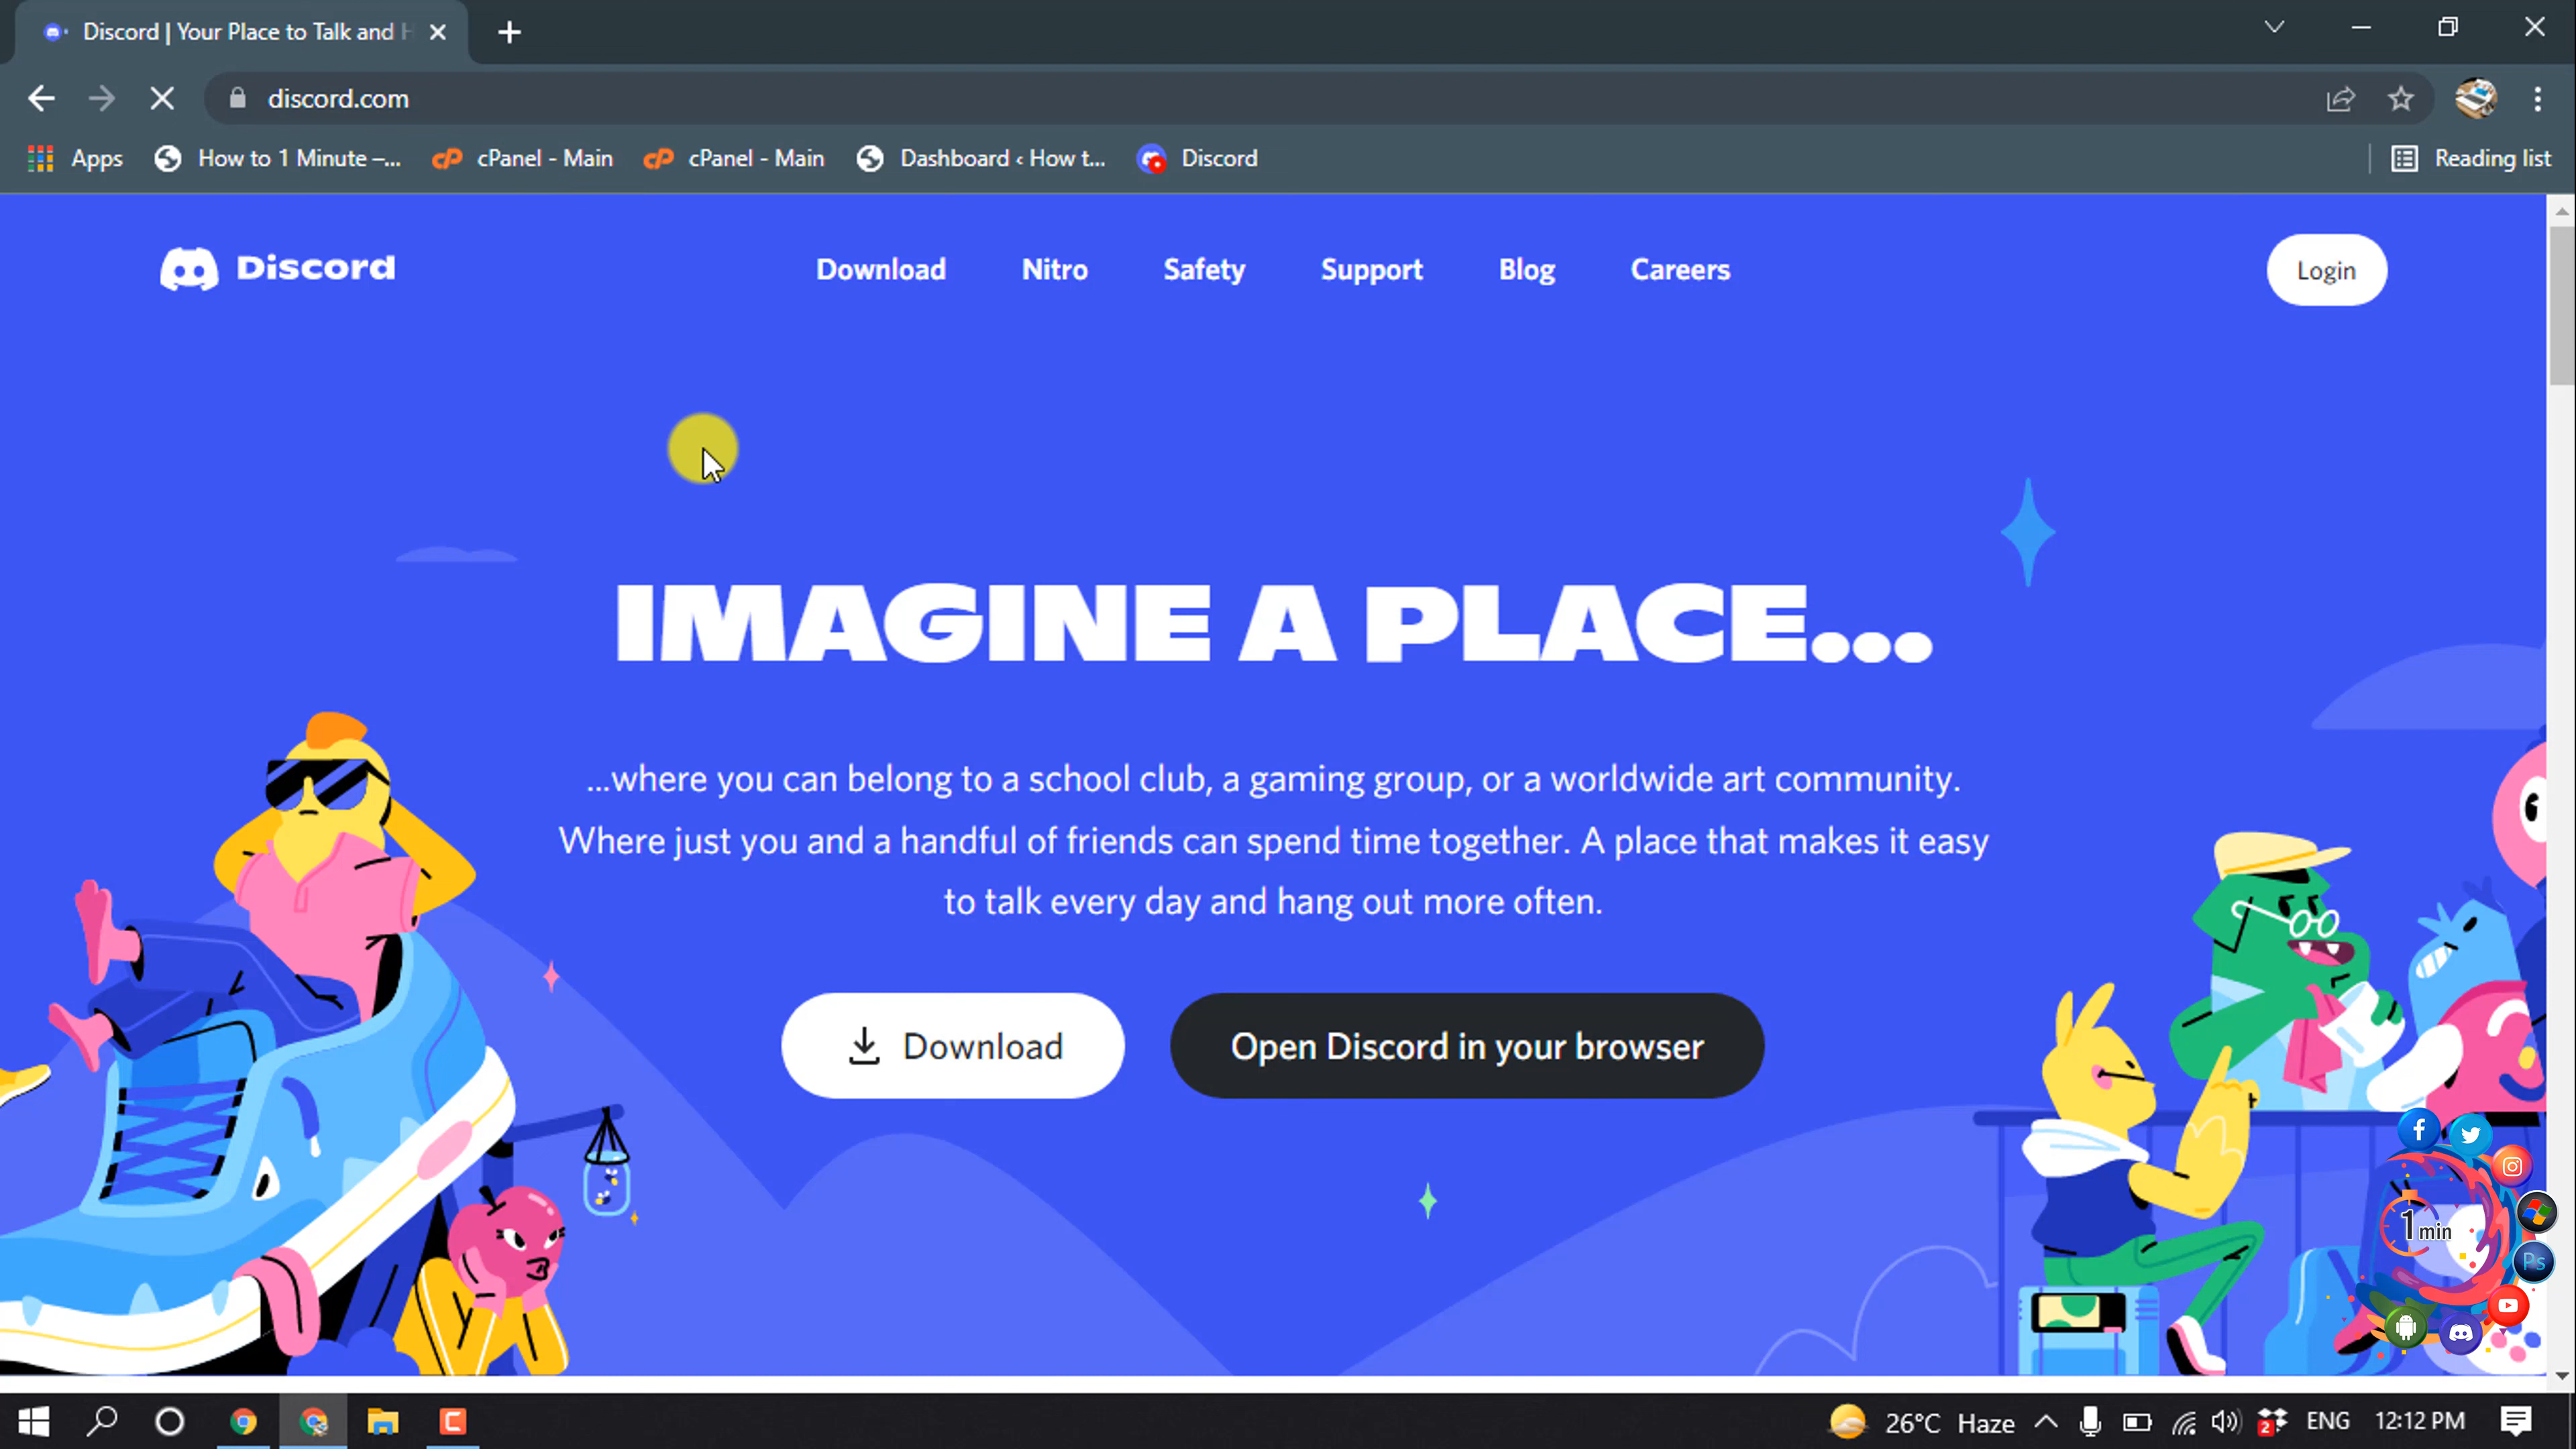 Discord | Your Place to Talk and H
discord.com
Apps
How to 1 Minute –...
cPanel - Main
cPanel - Main
Dashboard ‹ How t...
Discord
Reading list
Discord
Download
Nitro
Safety
Support
Blog
Careers
Login
IMAGINE A PLACE...
...where you can belong to a school club, a gaming group, or a worldwide art community.
Where just you and a handful of friends can spend time together. A place that makes it easy
to talk every day and hang out more often.
Download
Open Discord in your browser
1 min
Ps
26°C Haze
2
ENG
12:12 PM